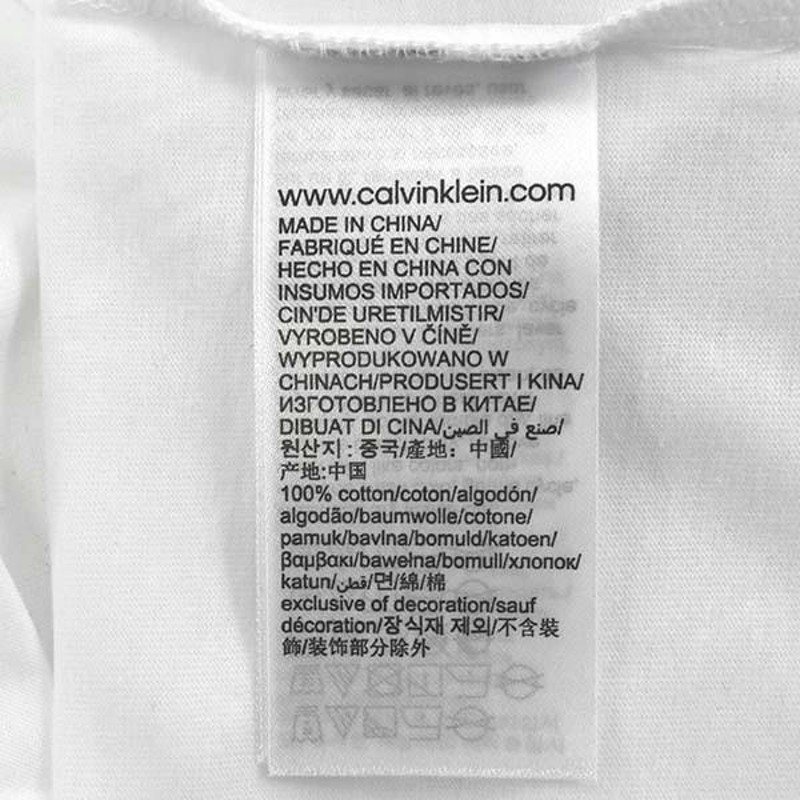 www.calvinklein.com
MADE IN CHINA/
FABRIQUÉ EN CHINE/
HECHO EN CHINA CON
INSUMOS IMPORTADOS/
CIN'DE URETILMISTIR/
VYROBENO V ČÍNĚ/
WYPRODUKOWANO W
CHINACH/PRODUSERT I KINA/
ИЗГОТОВЛЕНО В КИТАЕ/
DIBUAT DI CINA/صنع في الصين/
원산지 : 중국/產地: 中國/
产地:中国
100% cotton/coton/algodón/
algodão/baumwolle/cotone/
pamuk/bavlna/bomuld/katoen/
βαμβακι/bawełna/bomull/хлопок/
katun/قطن/면/綿/棉
exclusive of decoration/sauf
décoration/장식재 제외/不含裝
飾/装饰部分除外